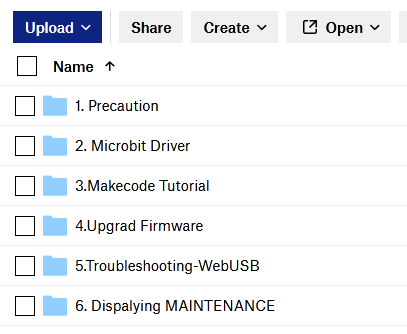 Upload Share Create Open
Name
1. Precaution
2. Microbit Driver
3.Makecode Tutorial
4.Upgrad Firmware
5.Troubleshooting-WebUSB
6. Dispalying MAINTENANCE